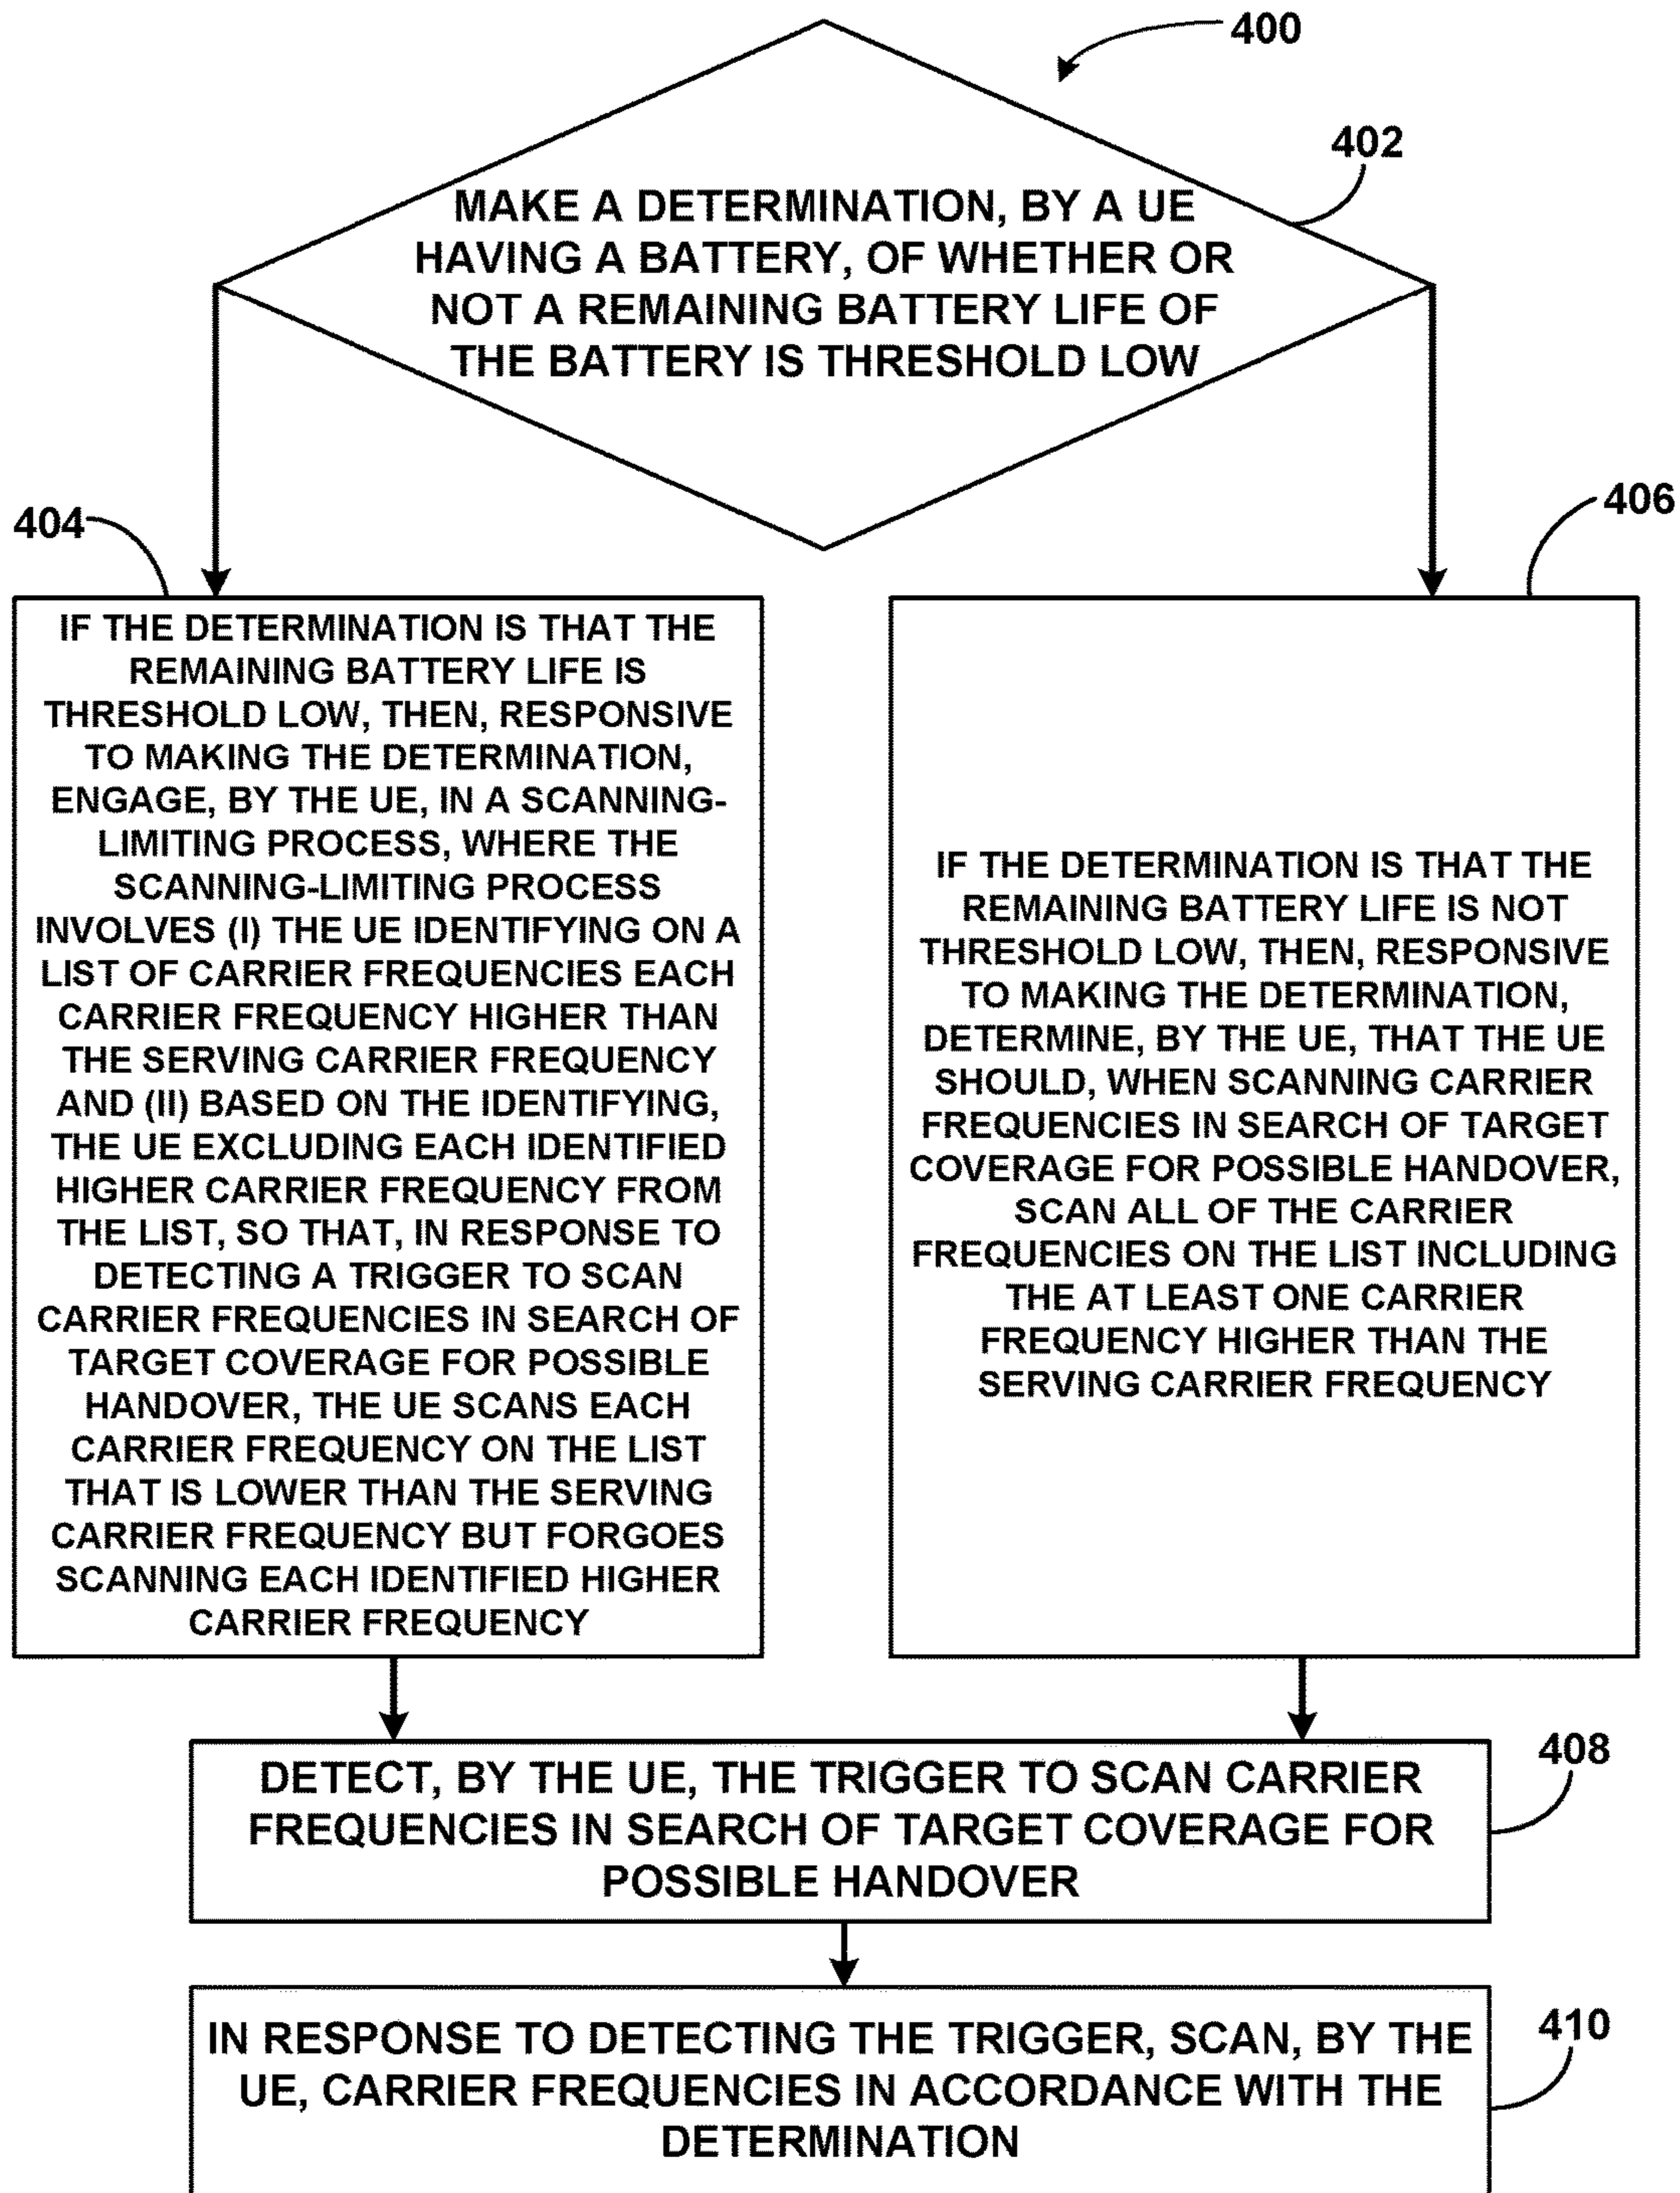 400
402
MAKE A DETERMINATION, BY A UE
HAVING A BATTERY, OF WHETHER OR
NOT A REMAINING BATTERY LIFE OF
THE BATTERY IS THRESHOLD LOW
404
IF THE DETERMINATION IS THAT THE
REMAINING BATTERY LIFE IS
THRESHOLD LOW, THEN, RESPONSIVE
TO MAKING THE DETERMINATION,
ENGAGE, BY THE UE, IN A SCANNING-
LIMITING PROCESS, WHERE THE
SCANNING-LIMITING PROCESS
INVOLVES (I) THE UE IDENTIFYING ON A
LIST OF CARRIER FREQUENCIES EACH
CARRIER FREQUENCY HIGHER THAN
THE SERVING CARRIER FREQUENCY
AND (II) BASED ON THE IDENTIFYING,
THE UE EXCLUDING EACH IDENTIFIED
HIGHER CARRIER FREQUENCY FROM
THE LIST, SO THAT, IN RESPONSE TO
DETECTING A TRIGGER TO SCAN
CARRIER FREQUENCIES IN SEARCH OF
TARGET COVERAGE FOR POSSIBLE
HANDOVER, THE UE SCANS EACH
CARRIER FREQUENCY ON THE LIST
THAT IS LOWER THAN THE SERVING
CARRIER FREQUENCY BUT FORGOES
SCANNING EACH IDENTIFIED HIGHER
CARRIER FREQUENCY
406
IF THE DETERMINATION IS THAT THE
REMAINING BATTERY LIFE IS NOT
THRESHOLD LOW, THEN, RESPONSIVE
TO MAKING THE DETERMINATION,
DETERMINE, BY THE UE, THAT THE UE
SHOULD, WHEN SCANNING CARRIER
FREQUENCIES IN SEARCH OF TARGET
COVERAGE FOR POSSIBLE HANDOVER,
SCAN ALL OF THE CARRIER
FREQUENCIES ON THE LIST INCLUDING
THE AT LEAST ONE CARRIER
FREQUENCY HIGHER THAN THE
SERVING CARRIER FREQUENCY
408
DETECT, BY THE UE, THE TRIGGER TO SCAN CARRIER
FREQUENCIES IN SEARCH OF TARGET COVERAGE FOR
POSSIBLE HANDOVER
410
IN RESPONSE TO DETECTING THE TRIGGER, SCAN, BY THE
UE, CARRIER FREQUENCIES IN ACCORDANCE WITH THE
DETERMINATION